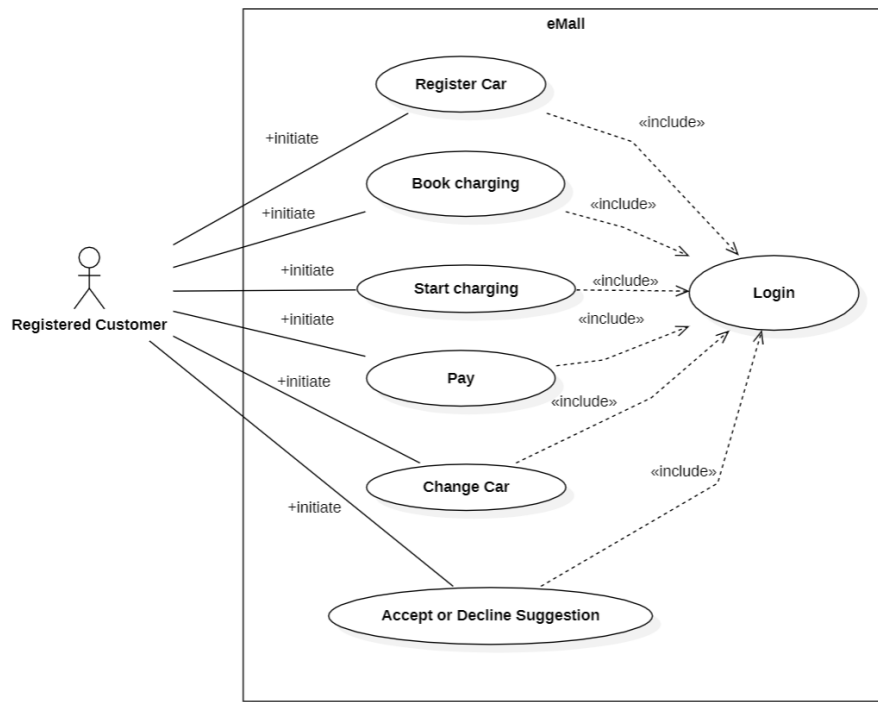 eMall
Register Car
«include»
+initiate
Book charging
«include»
+initiate
+initiate
Start charging
«include»
Login
Registered Customer
+initiate
«include»
Pay
+initiate
«include»
Change Car
«include»
+initiate
Accept or Decline Suggestion